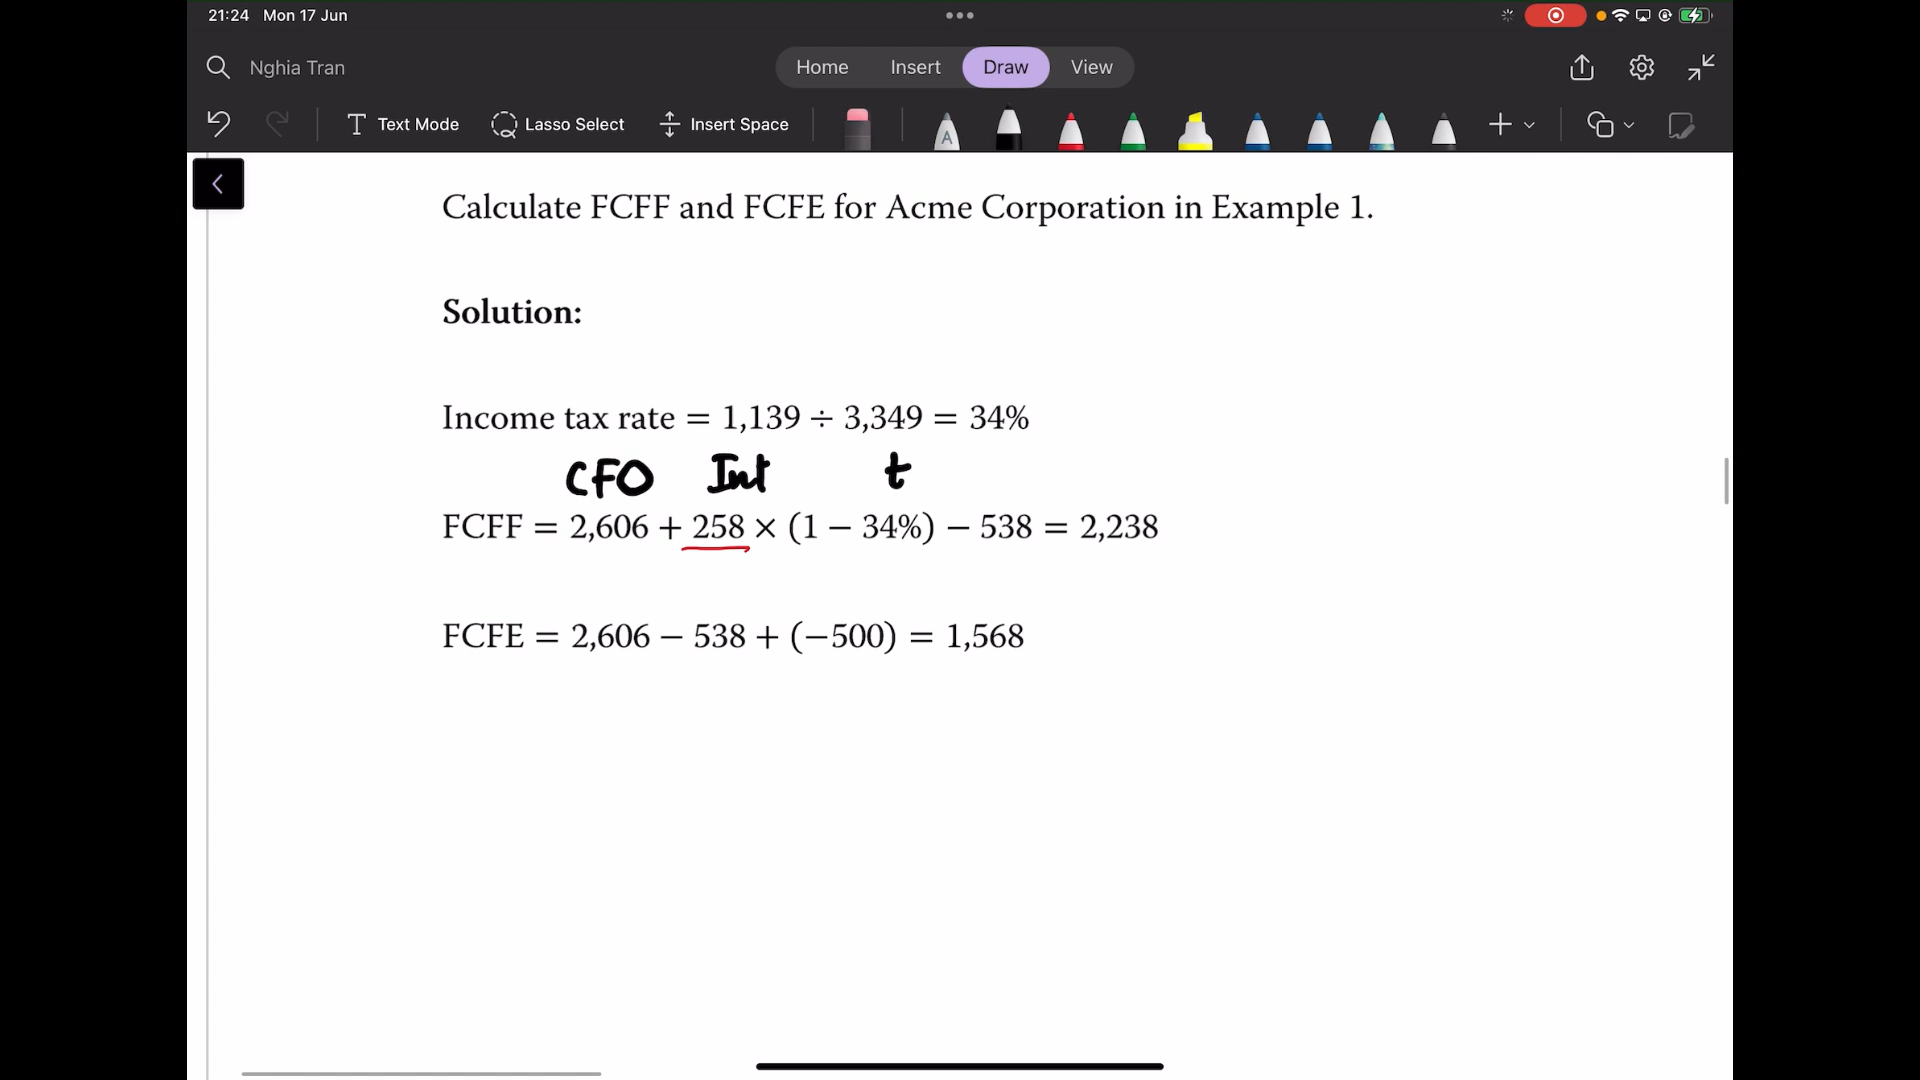 21:24 Mon 17 Jun
Nghia Tran
Home Insert Draw View
Text Mode Lasso Select Insert Space A
Calculate FCFF and FCFE for Acme Corporation in Example 1.
Solution:
Income tax rate = 1,139 ÷ 3,349 = 34%
CFO Int t
FCFF = 2,606 + 258 × (1 − 34%) − 538 = 2,238
FCFE = 2,606 − 538 + (−500) = 1,568